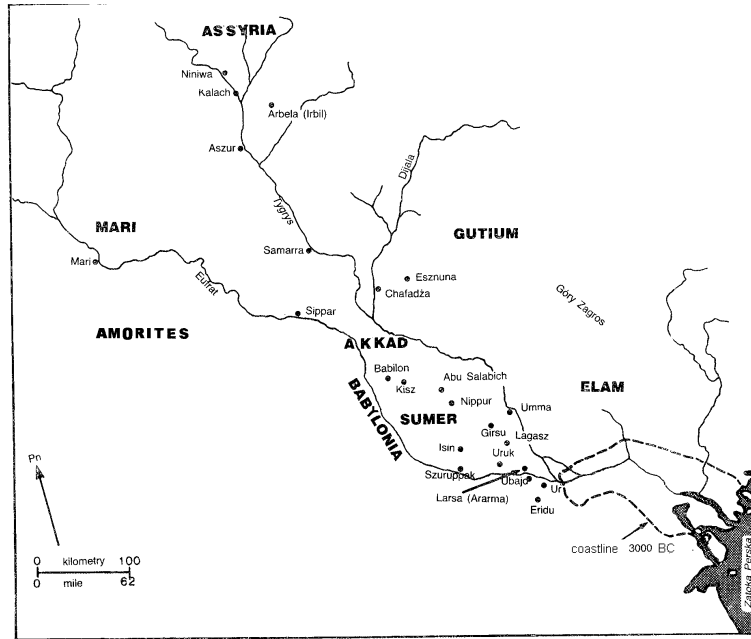 ASSYRIA
Niniwa
Kalach
Arbela (Irbil)
Aszur
Dijala
Tygrys
MARI
GUTIUM
Samarra
Mari
Esznuna
Eufrat
Chafadża
Góry Zagros
Sippar
AMORITES
AKKAD
Babilon
Kisz
Abu Salabich
ELAM
BABYLONIA
Nippur
SUMER
Umma
Girsu
Lagasz
Isin
Uruk
Szuruppak
Ubajd
Ur
Larsa (Ararma)
Eridu
Pn
coastline 3000 BC
0 kilometry 100
0 mile 62
Zatoka Perska